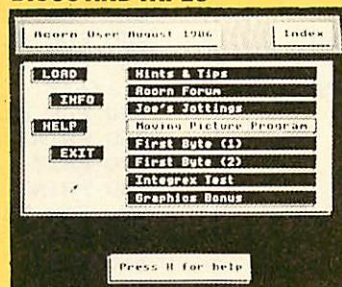 Acorn User August 1986 Index
LOAD
INFO
HELP
EXIT
Hints & Tips
Acorn Forum
Joe's Jottings
Moving Picture Program
First Byte (1)
First Byte (2)
Integrex Test
Graphics Bonus
Press H for help